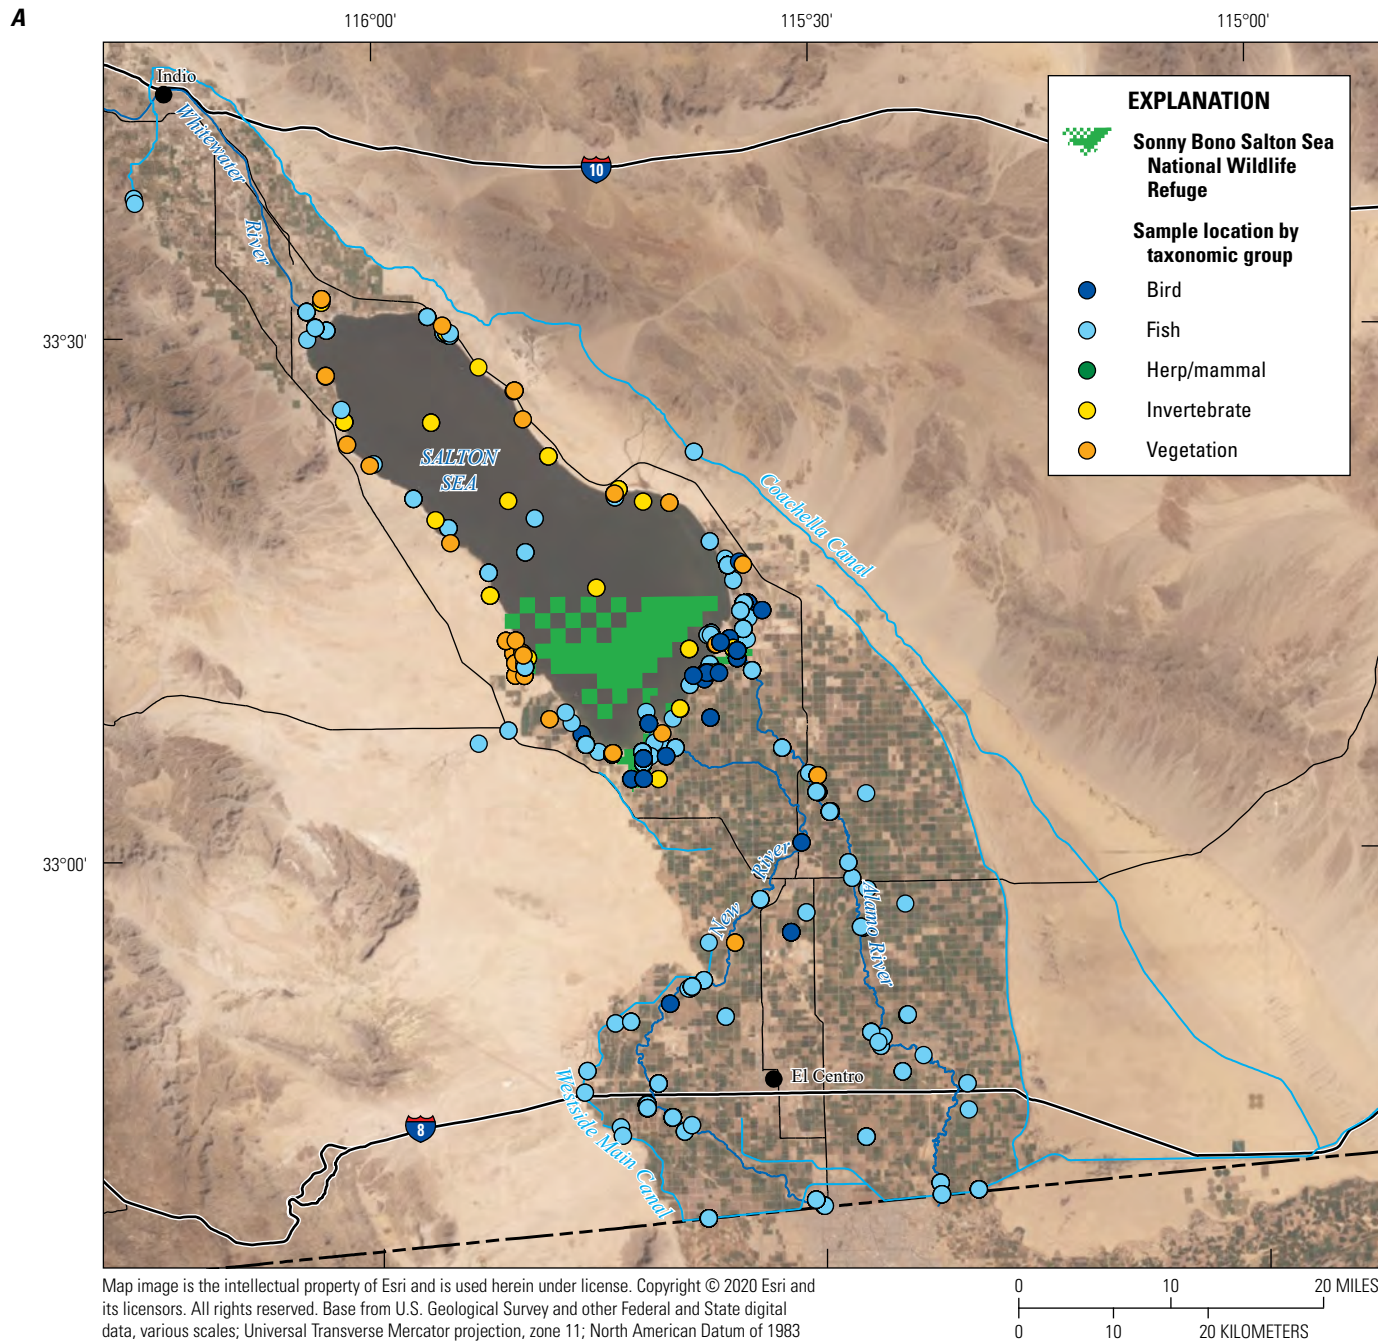 A
116°00'
115°30'
115°00'
33°30'
33°00'
Indio
Whitewater
River
10
SALTON
SEA
Coachella Canal
New
River
Alamo River
El Centro
Westside Main Canal
8
EXPLANATION
Sonny Bono Salton Sea
National Wildlife
Refuge
Sample location by
taxonomic group
Bird
Fish
Herp/mammal
Invertebrate
Vegetation
Map image is the intellectual property of Esri and is used herein under license. Copyright © 2020 Esri and
its licensors. All rights reserved. Base from U.S. Geological Survey and other Federal and State digital
data, various scales; Universal Transverse Mercator projection, zone 11; North American Datum of 1983
0 10 20 MILES
0 10 20 KILOMETERS